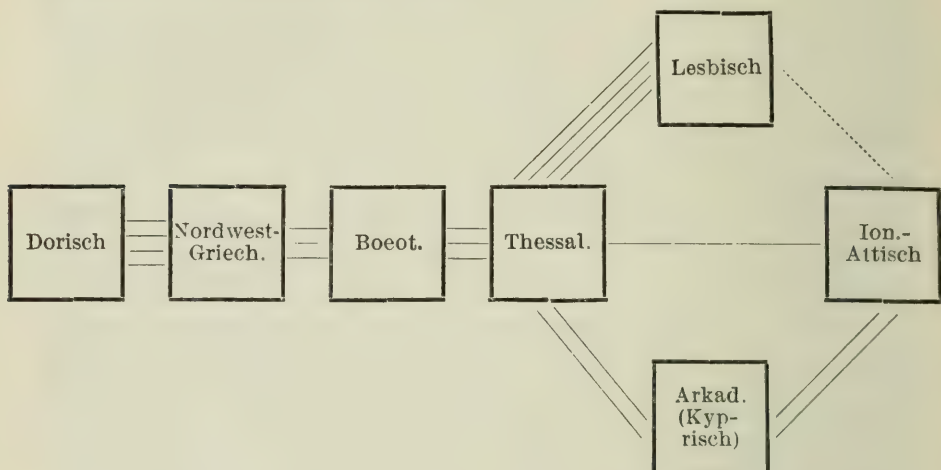 Lesbisch
Dorisch
Nordwest-
Griech.
Boeot.
Thessal.
Ion.-
Attisch
Arkad.
(Kyp-
risch)